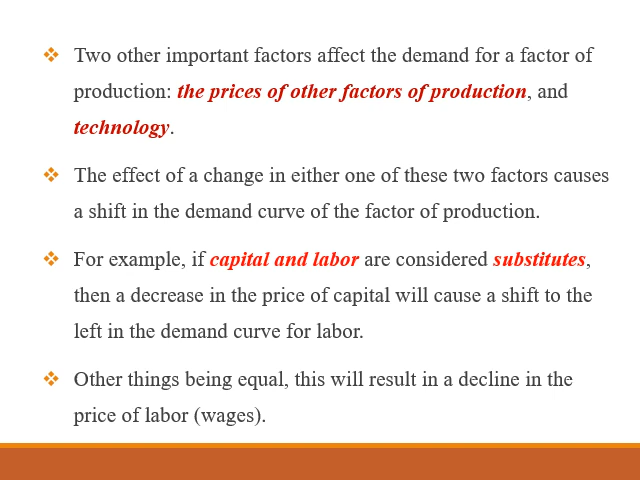 ❖ Two other important factors affect the demand for a factor of
production: the prices of other factors of production, and
technology.
❖ The effect of a change in either one of these two factors causes
a shift in the demand curve of the factor of production.
❖ For example, if capital and labor are considered substitutes,
then a decrease in the price of capital will cause a shift to the
left in the demand curve for labor.
❖ Other things being equal, this will result in a decline in the
price of labor (wages).